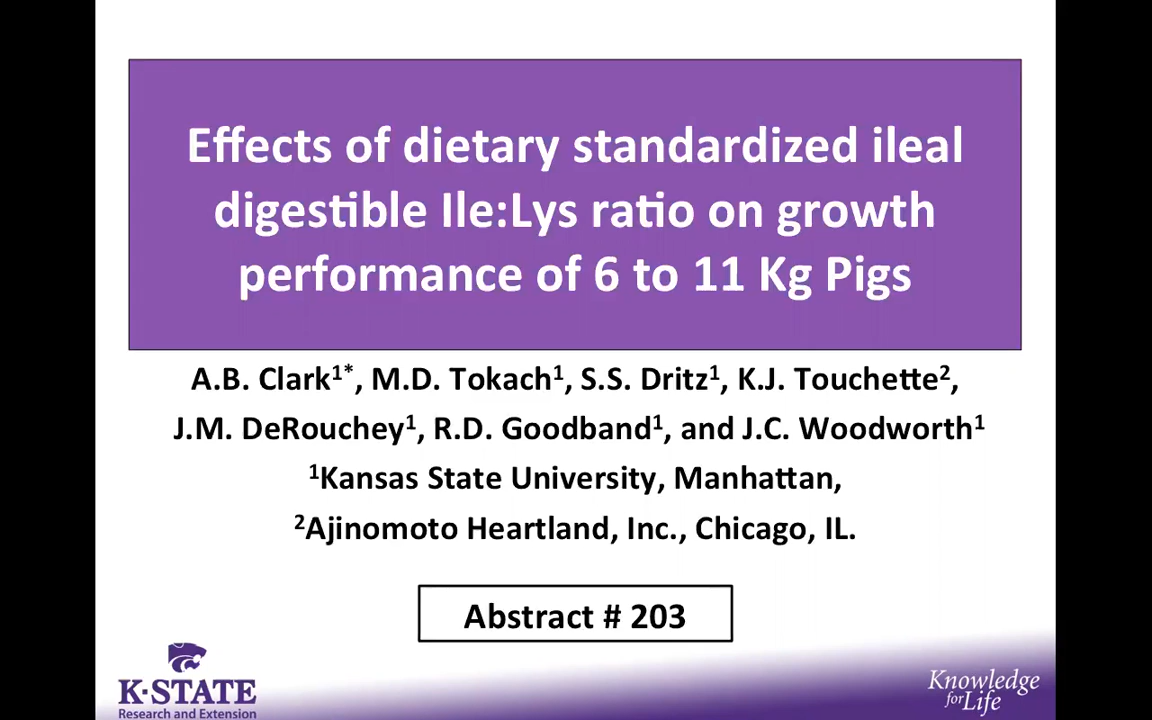 Effects of dietary standardized ileal
digestible Ile:Lys ratio on growth
performance of 6 to 11 Kg Pigs
A.B. Clark¹*, M.D. Tokach¹, S.S. Dritz¹, K.J. Touchette²,
J.M. DeRouchey¹, R.D. Goodband¹, and J.C. Woodworth¹
¹Kansas State University, Manhattan,
²Ajinomoto Heartland, Inc., Chicago, IL.
Abstract # 203
K-STATE
Research and Extension
Knowledge
for Life